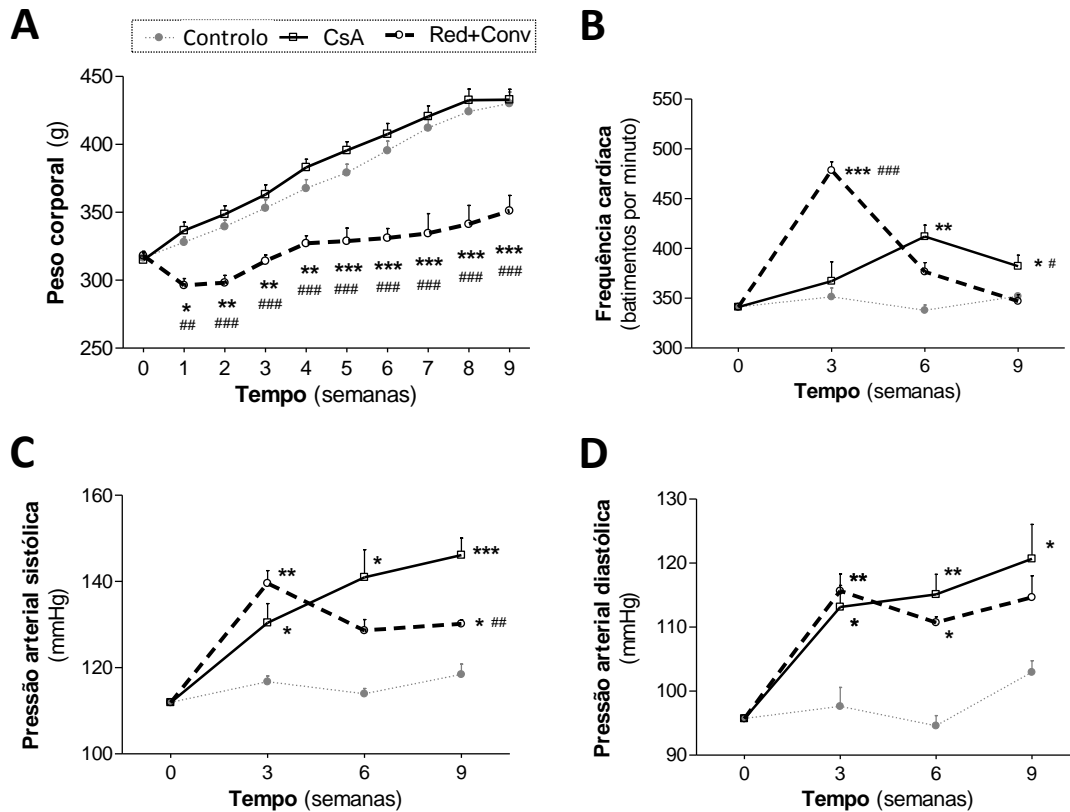 A
Controlo CsA Red+Conv
450
400
350
300
250
Peso corporal (g)
* ** ** ** *** *** *** *** ***
## ### ### ### ### ### ### ### ###
0 1 2 3 4 5 6 7 8 9
Tempo (semanas)
B
550
500
450
400
350
300
Frequência cardíaca
(batimentos por minuto)
*** ###
**
* #
0 3 6 9
Tempo (semanas)
C
160
140
120
100
Pressão arterial sistólica
(mmHg)
**
*
*
***
* ##
0 3 6 9
Tempo (semanas)
D
130
120
110
100
90
Pressão arterial diastólica
(mmHg)
**
*
**
*
*
0 3 6 9
Tempo (semanas)